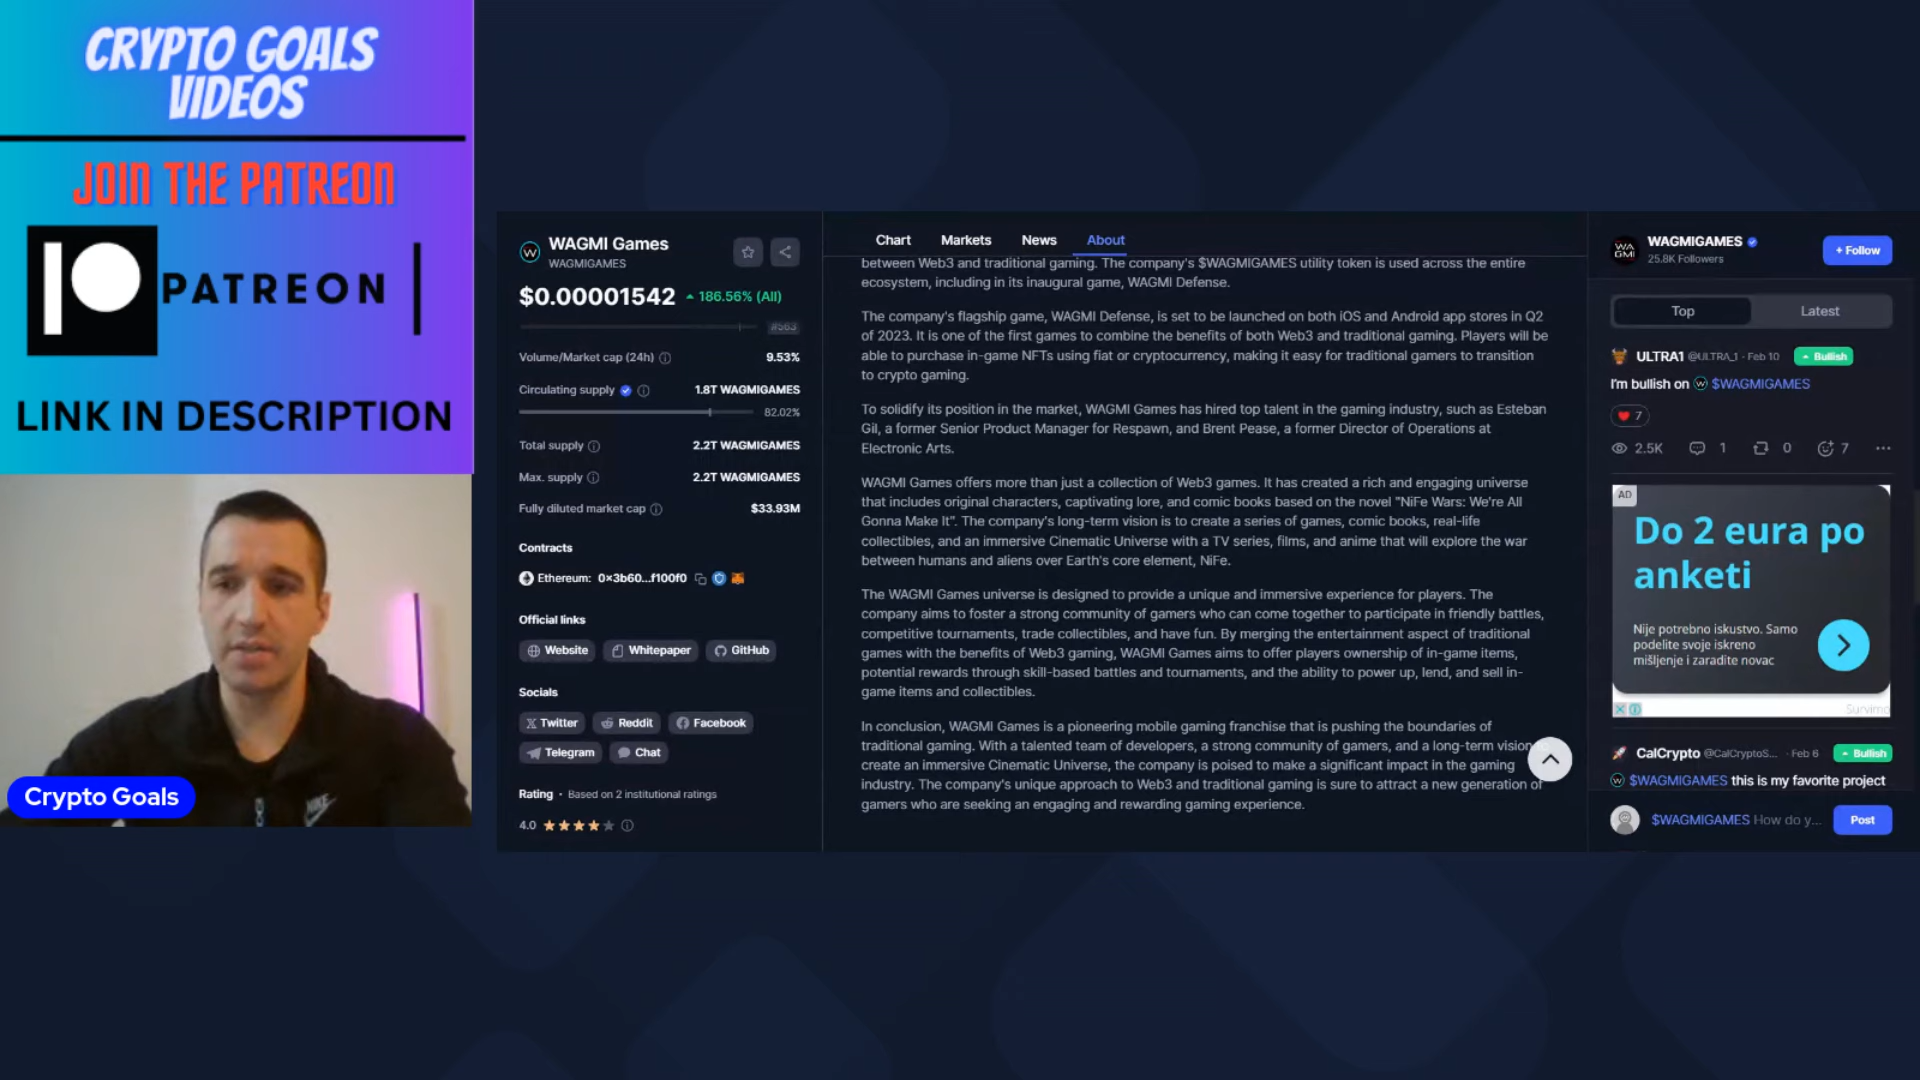 CRYPTO GOALS
VIDEOS
JOIN THE PATREON
PATREON
LINK IN DESCRIPTION
Crypto Goals
WAGMI Games
WAGMIGAMES
$0.00001542 186.56% (All)
#563
Volume/Market cap (24h) 9.53%
Circulating supply 1.8T WAGMIGAMES
82.02%
Total supply 2.2T WAGMIGAMES
Max. supply 2.2T WAGMIGAMES
Fully diluted market cap $33.93M
Contracts
Ethereum: 0x3b60...f100f0
Official links
Website Whitepaper GitHub
Socials
Twitter Reddit Facebook
Telegram Chat
Rating · Based on 2 institutional ratings
4.0
Chart Markets News About
between Web3 and traditional gaming. The company's $WAGMIGAMES utility token is used across the entire
ecosystem, including in its inaugural game, WAGMI Defense.
The company's flagship game, WAGMI Defense, is set to be launched on both iOS and Android app stores in Q2
of 2023. It is one of the first games to combine the benefits of both Web3 and traditional gaming. Players will be
able to purchase in-game NFTs using fiat or cryptocurrency, making it easy for traditional gamers to transition
to crypto gaming.
To solidify its position in the market, WAGMI Games has hired top talent in the gaming industry, such as Esteban
Gil, a former Senior Product Manager for Respawn, and Brent Pease, a former Director of Operations at
Electronic Arts.
WAGMI Games offers more than just a collection of Web3 games. It has created a rich and engaging universe
that includes original characters, captivating lore, and comic books based on the novel "NiFe Wars: We're All
Gonna Make It". The company's long-term vision is to create a series of games, comic books, real-life
collectibles, and an immersive Cinematic Universe with a TV series, films, and anime that will explore the war
between humans and aliens over Earth's core element, NiFe.
The WAGMI Games universe is designed to provide a unique and immersive experience for players. The
company aims to foster a strong community of gamers who can come together to participate in friendly battles,
competitive tournaments, trade collectibles, and have fun. By merging the entertainment aspect of traditional
games with the benefits of Web3 gaming, WAGMI Games aims to offer players ownership of in-game items,
potential rewards through skill-based battles and tournaments, and the ability to power up, lend, and sell in-
game items and collectibles.
In conclusion, WAGMI Games is a pioneering mobile gaming franchise that is pushing the boundaries of
traditional gaming. With a talented team of developers, a strong community of gamers, and a long-term vision
create an immersive Cinematic Universe, the company is poised to make a significant impact in the gaming
industry. The company's unique approach to Web3 and traditional gaming is sure to attract a new generation of
gamers who are seeking an engaging and rewarding gaming experience.
WAGMI
WAGMIGAMES
25.8K Followers
+ Follow
Top Latest
ULTRA1 @ULTRA_1 · Feb 10 Bullish
I'm bullish on $WAGMIGAMES
7
2.5K 1 0 7 ...
AD
Do 2 eura po
anketi
Nije potrebno iskustvo. Samo
podelite svoje iskreno
mišljenje i zaradite novac
Survimo
CalCrypto @CalCryptoS... · Feb 6 Bullish
$WAGMIGAMES this is my favorite project
$WAGMIGAMES How do y... Post